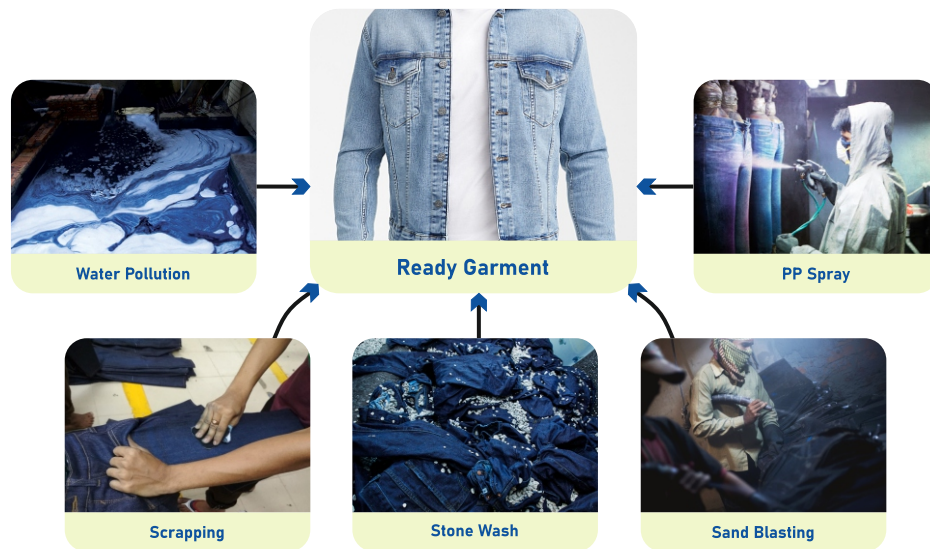 Ready Garment
Water Pollution
PP Spray
Scrapping
Stone Wash
Sand Blasting